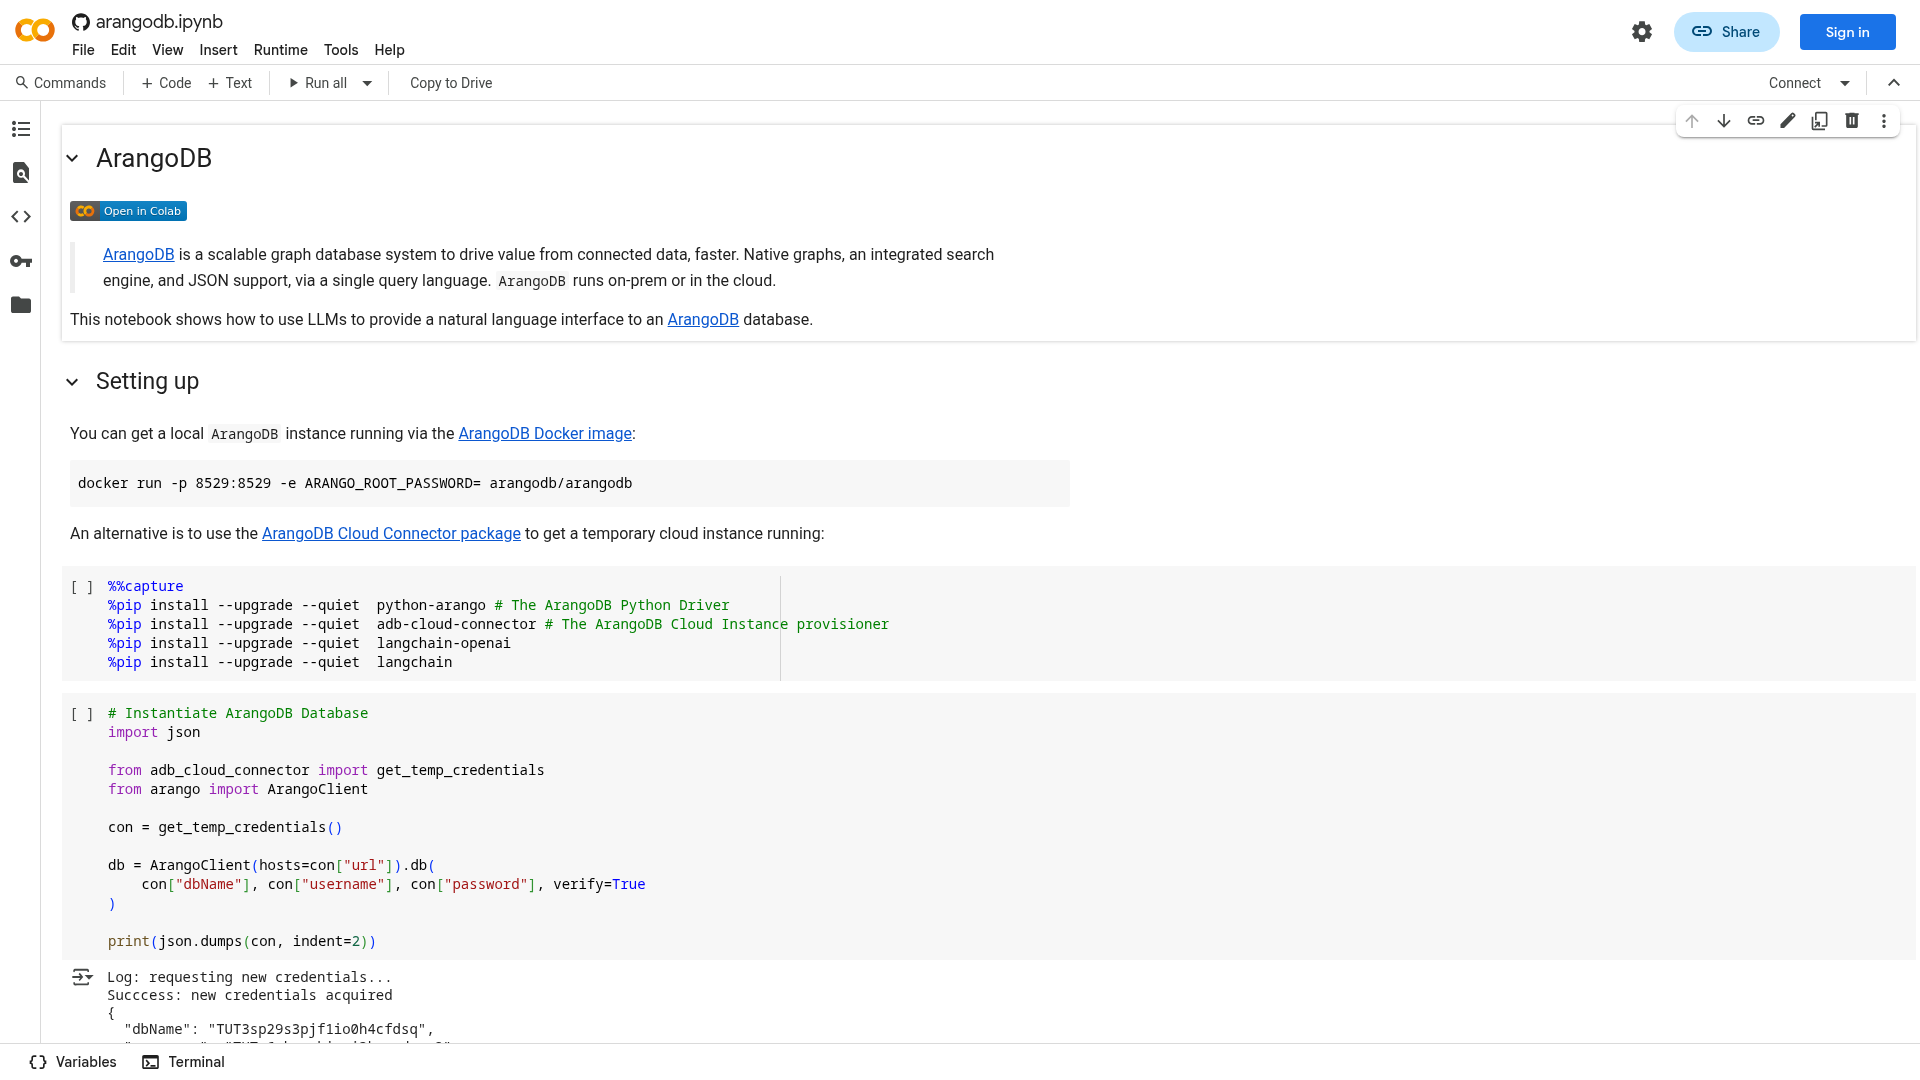 arangodb.ipynb
File Edit View Insert Runtime Tools Help
Share
Sign in
Commands + Code + Text Run all Copy to Drive
Connect
ArangoDB
Open in Colab
ArangoDB is a scalable graph database system to drive value from connected data, faster. Native graphs, an integrated search
engine, and JSON support, via a single query language. ArangoDB runs on-prem or in the cloud.
This notebook shows how to use LLMs to provide a natural language interface to an ArangoDB database.
Setting up
You can get a local ArangoDB instance running via the ArangoDB Docker image:
docker run -p 8529:8529 -e ARANGO_ROOT_PASSWORD= arangodb/arangodb
An alternative is to use the ArangoDB Cloud Connector package to get a temporary cloud instance running:
[ ] %%capture
%pip install --upgrade --quiet  python-arango # The ArangoDB Python Driver
%pip install --upgrade --quiet  adb-cloud-connector # The ArangoDB Cloud Instance provisioner
%pip install --upgrade --quiet  langchain-openai
%pip install --upgrade --quiet  langchain
[ ] # Instantiate ArangoDB Database
import json
from adb_cloud_connector import get_temp_credentials
from arango import ArangoClient
con = get_temp_credentials()
db = ArangoClient(hosts=con["url"]).db(
    con["dbName"], con["username"], con["password"], verify=True
)
print(json.dumps(con, indent=2))
Log: requesting new credentials...
Succcess: new credentials acquired
{
  "dbName": "TUT3sp29s3pjf1io0h4cfdsq",
Variables Terminal